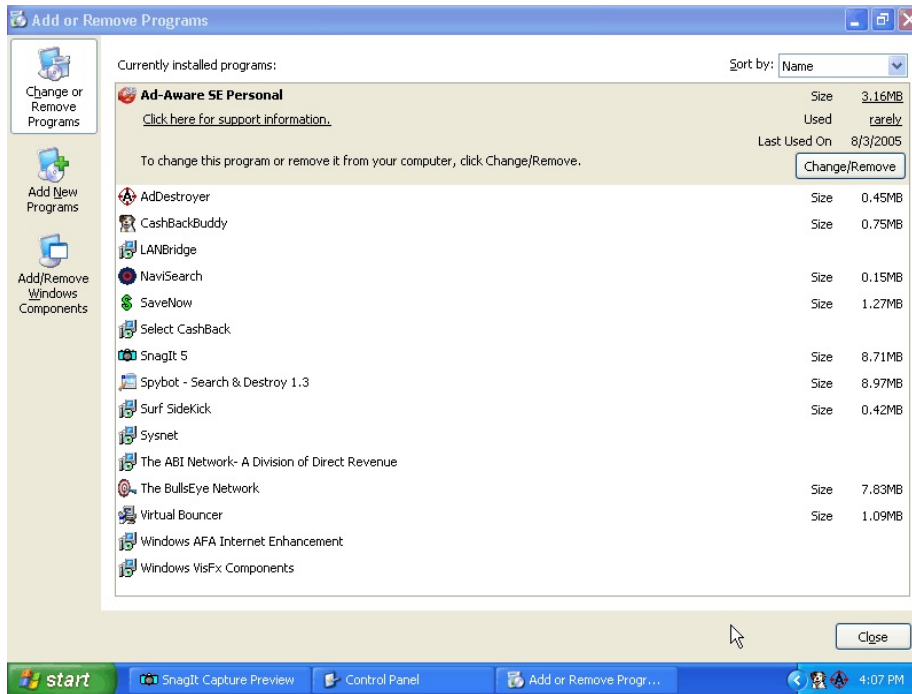 Add or Remove Programs
Change or
Remove
Programs
Add New
Programs
Add/Remove
Windows
Components
Currently installed programs:
Sort by: Name
Ad-Aware SE Personal Size 3.16MB
Click here for support information. Used rarely
Last Used On 8/3/2005
To change this program or remove it from your computer, click Change/Remove. Change/Remove
AdDestroyer Size 0.45MB
CashBackBuddy Size 0.75MB
LANBridge
NaviSearch Size 0.15MB
SaveNow Size 1.27MB
Select CashBack
SnagIt 5 Size 8.71MB
Spybot - Search & Destroy 1.3 Size 8.97MB
Surf SideKick Size 0.42MB
Sysnet
The ABI Network- A Division of Direct Revenue
The BullsEye Network Size 7.83MB
Virtual Bouncer Size 1.09MB
Windows AFA Internet Enhancement
Windows VisFx Components
Close
start SnagIt Capture Preview Control Panel Add or Remove Progr... 4:07 PM